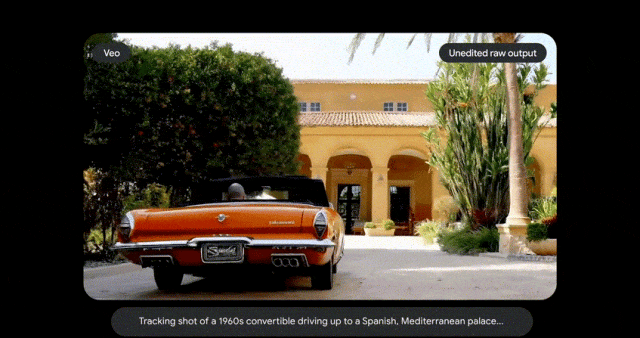 Veo
Unedited raw output
Tracking shot of a 1960s convertible driving up to a Spanish, Mediterranean palace...